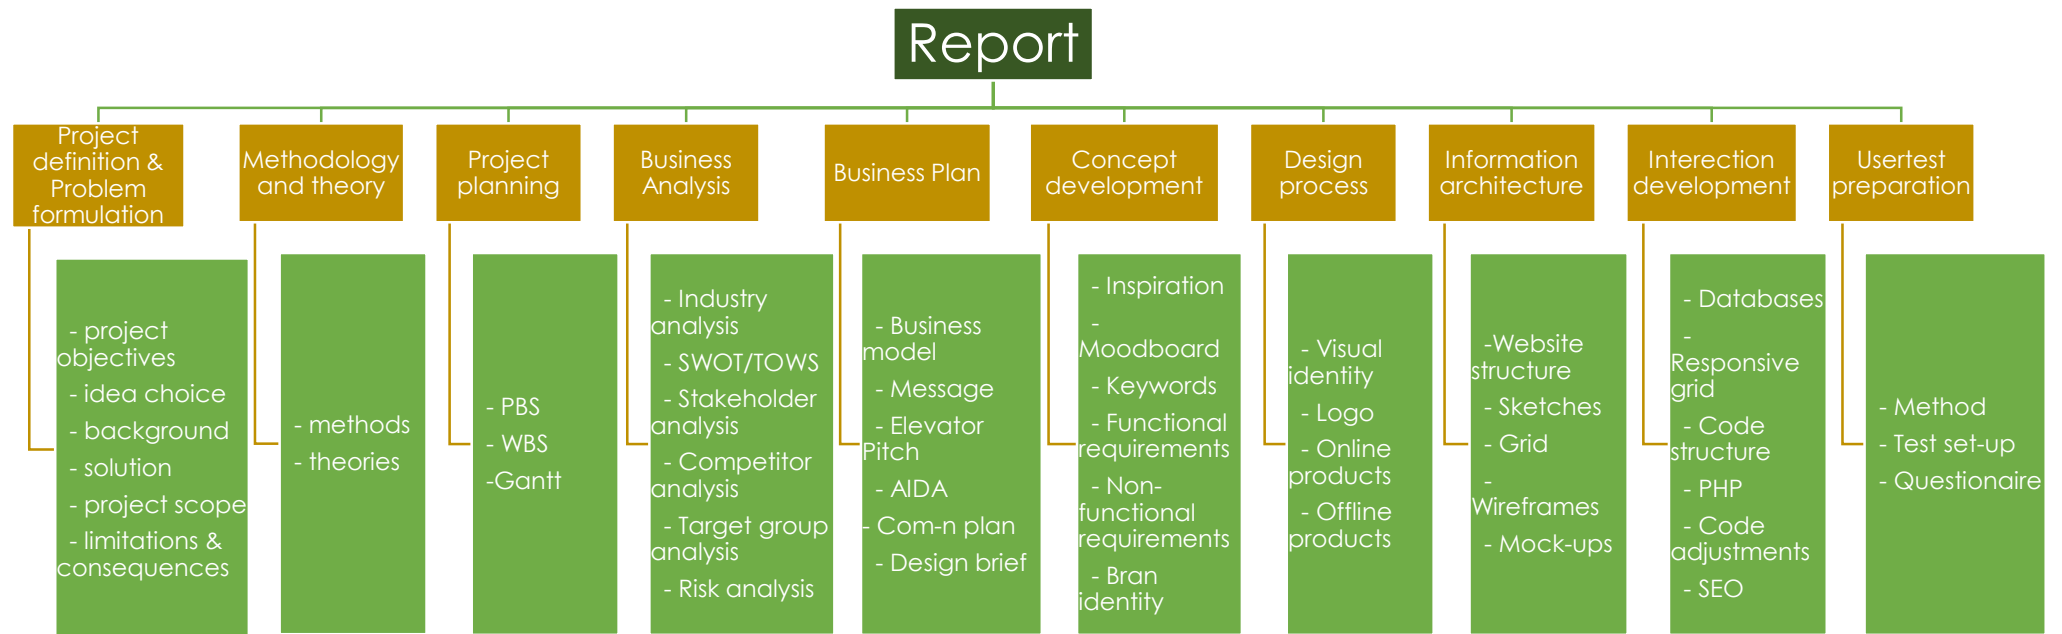 Report
Project
definition &
Problem
formulation
- project
objectives
- idea choice
- background
- solution
- project scope
- limitations &
consequences
Methodology
and theory
- methods
- theories
Project
planning
- PBS
- WBS
-Gantt
Business
Analysis
- Industry
analysis
- SWOT/TOWS
- Stakeholder
analysis
- Competitor
analysis
- Target group
analysis
- Risk analysis
Business Plan
- Business
model
- Message
- Elevator
Pitch
- AIDA
- Com-n plan
- Design brief
Concept
development
- Inspiration
-
Moodboard
- Keywords
- Functional
requirements
- Non-
functional
requirements
- Bran
identity
Design
process
- Visual
identity
- Logo
- Online
products
- Offline
products
Information
architecture
-Website
structure
- Sketches
- Grid
-
Wireframes
- Mock-ups
Interection
development
- Databases
-
Responsive
grid
- Code
structure
- PHP
- Code
adjustments
- SEO
Usertest
preparation
- Method
- Test set-up
- Questionaire